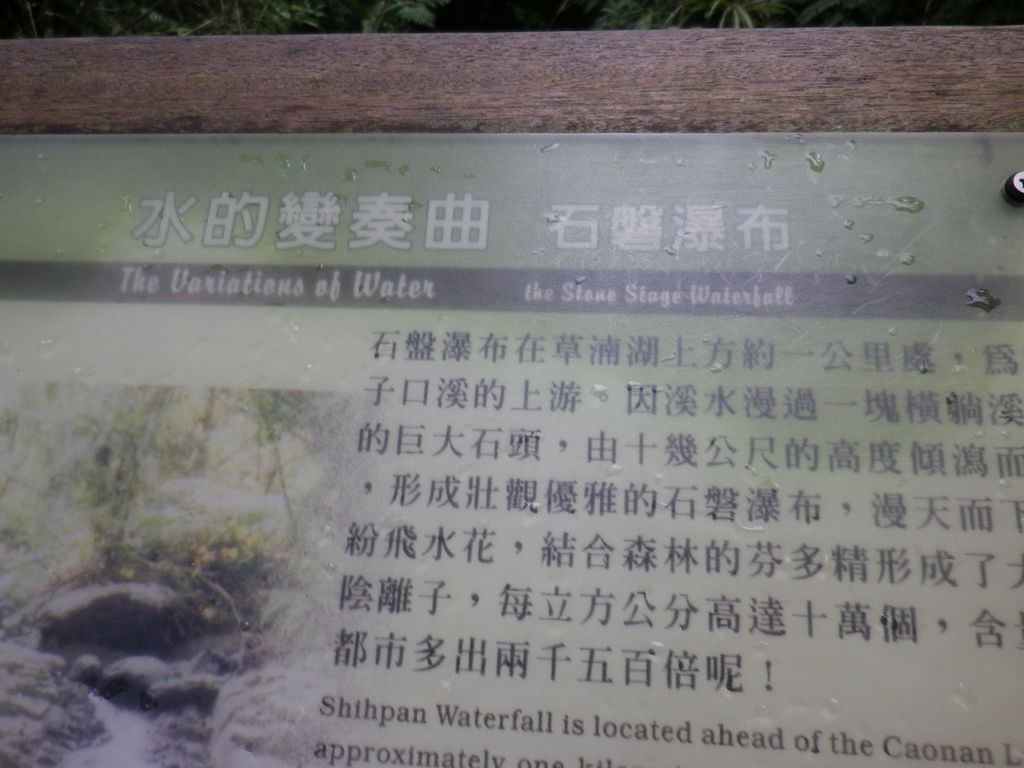 水的變奏曲 石磐瀑布
The Variations of Water the Stone Stage Waterfall
石盤瀑布在草湳湖上方約一公里處，爲
子口溪的上游。因溪水漫過一塊橫躺溪
的巨大石頭，由十幾公尺的高度傾瀉而
，形成壯觀優雅的石磐瀑布，漫天而下
紛飛水花，結合森林的芬多精形成了大
陰離子，每立方公分高達十萬個，含量
都市多出兩千五百倍呢！
Shihpan Waterfall is located ahead of the Caonan
approximately one